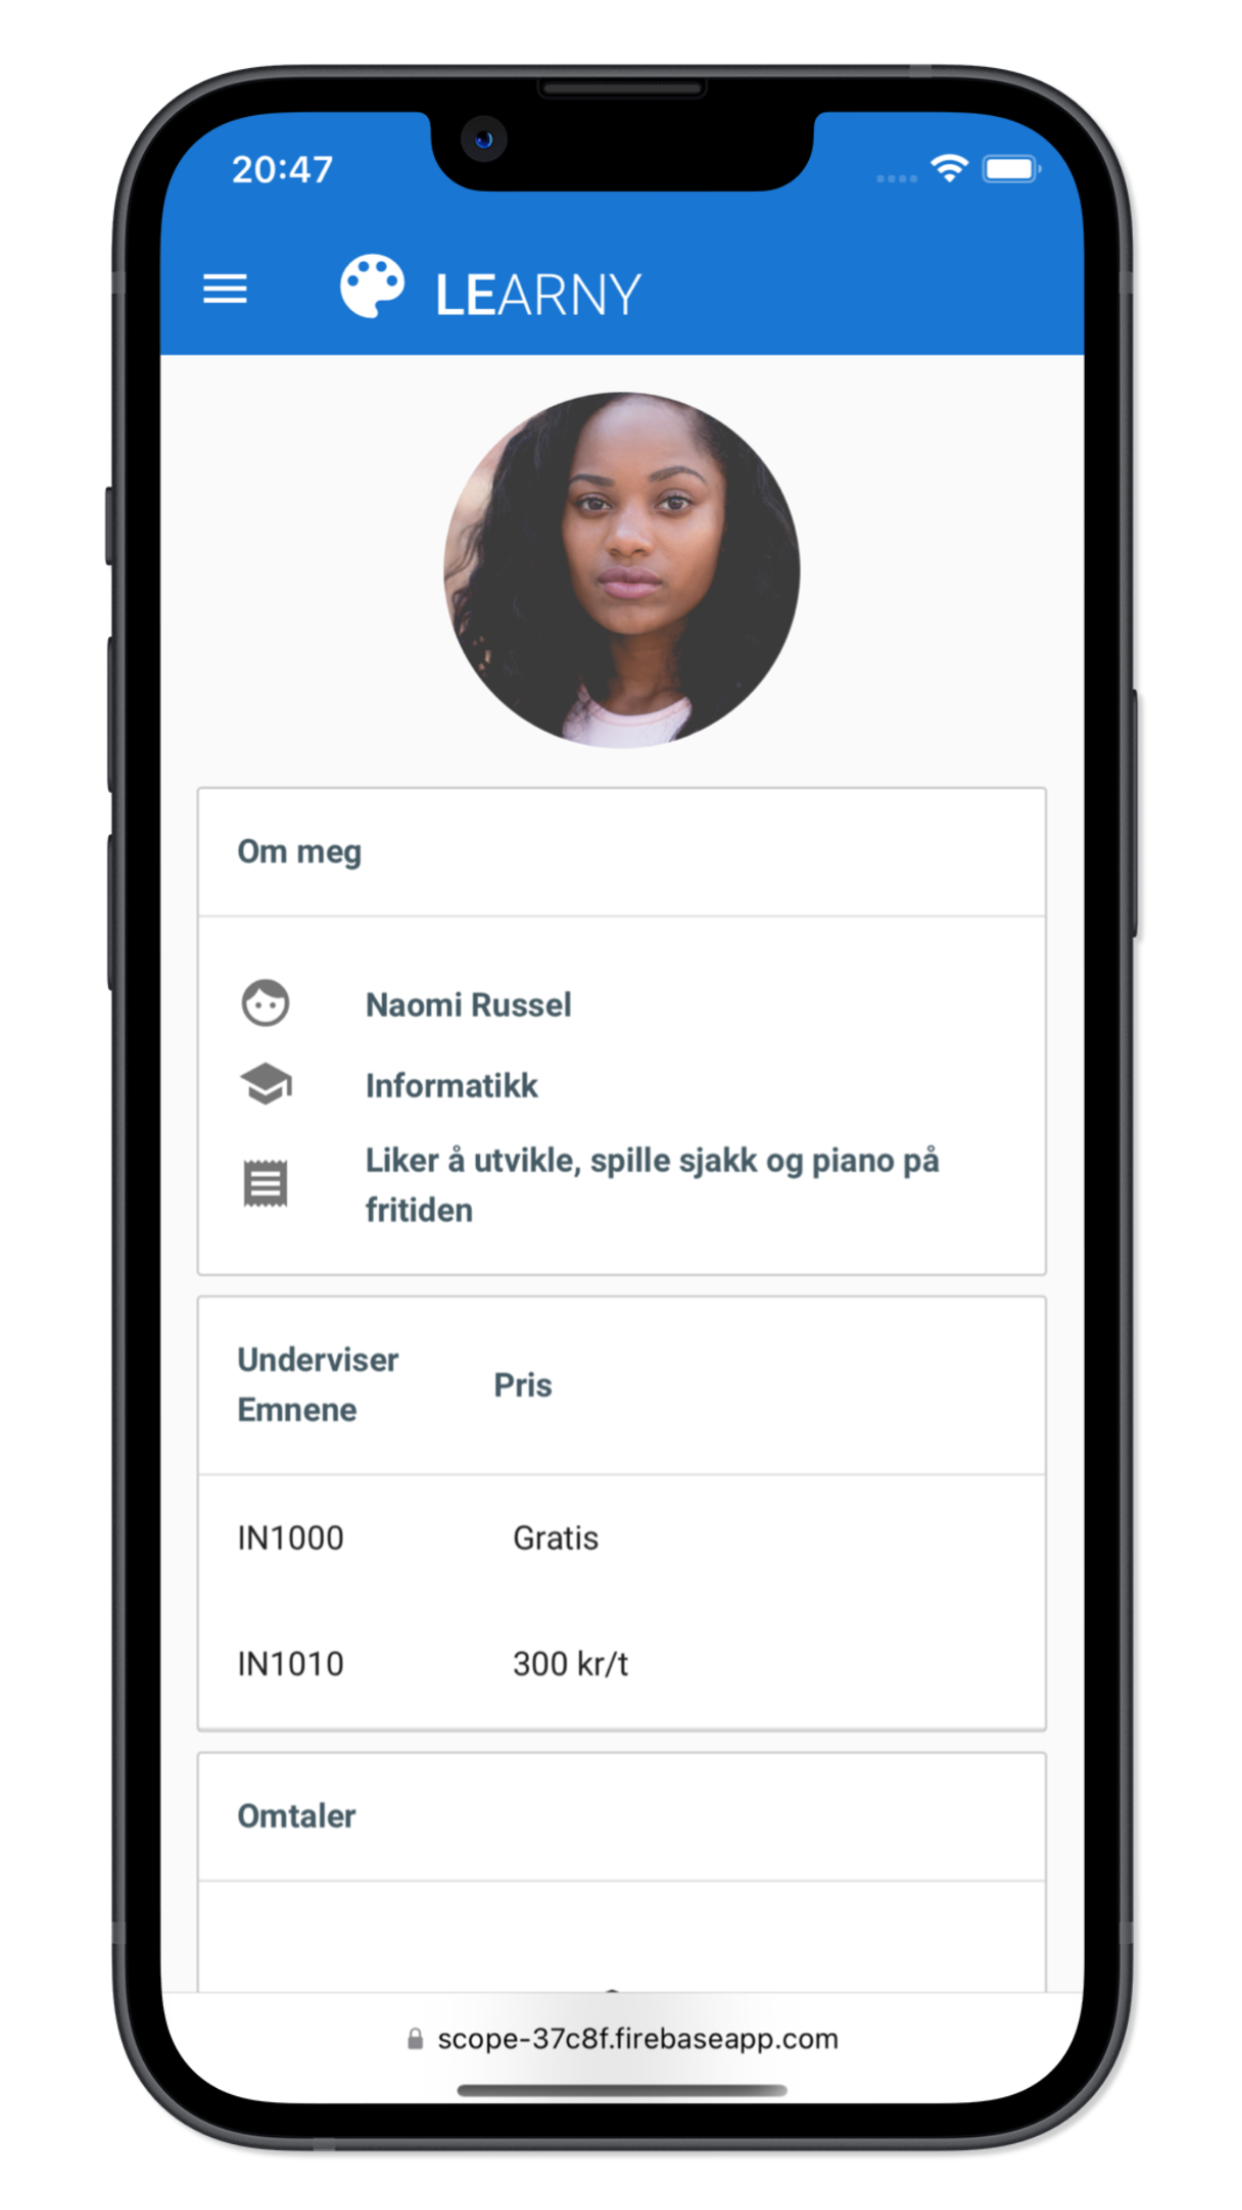 20:47
LEARNY
Om meg
Naomi Russel
Informatikk
Liker å utvikle, spille sjakk og piano på
fritiden
Underviser
Emnene
Pris
IN1000 Gratis
IN1010 300 kr/t
Omtaler
scope-37c8f.firebaseapp.com